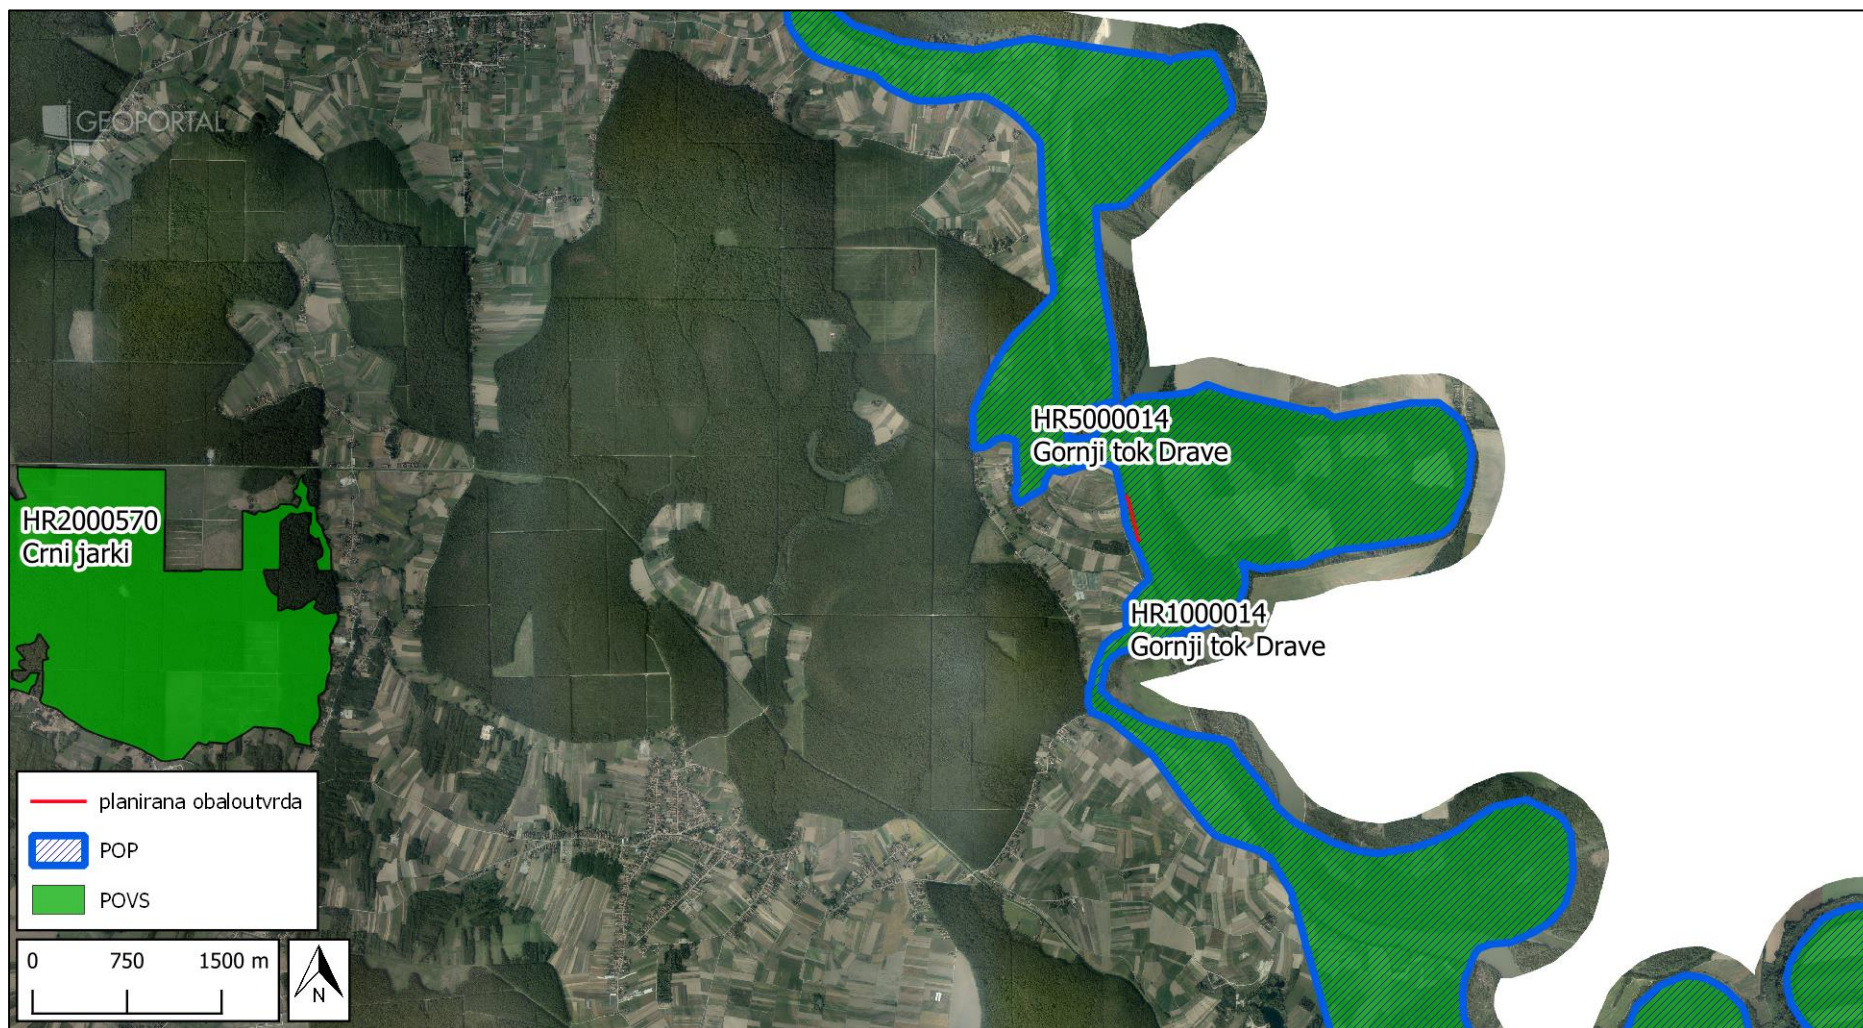 GEOPORTAL
HR5000014
Gornji tok Drave
HR2000570
Crni jarki
HR1000014
Gornji tok Drave
planirana obaloutvrda
POP
POVS
0 750 1500 m
N